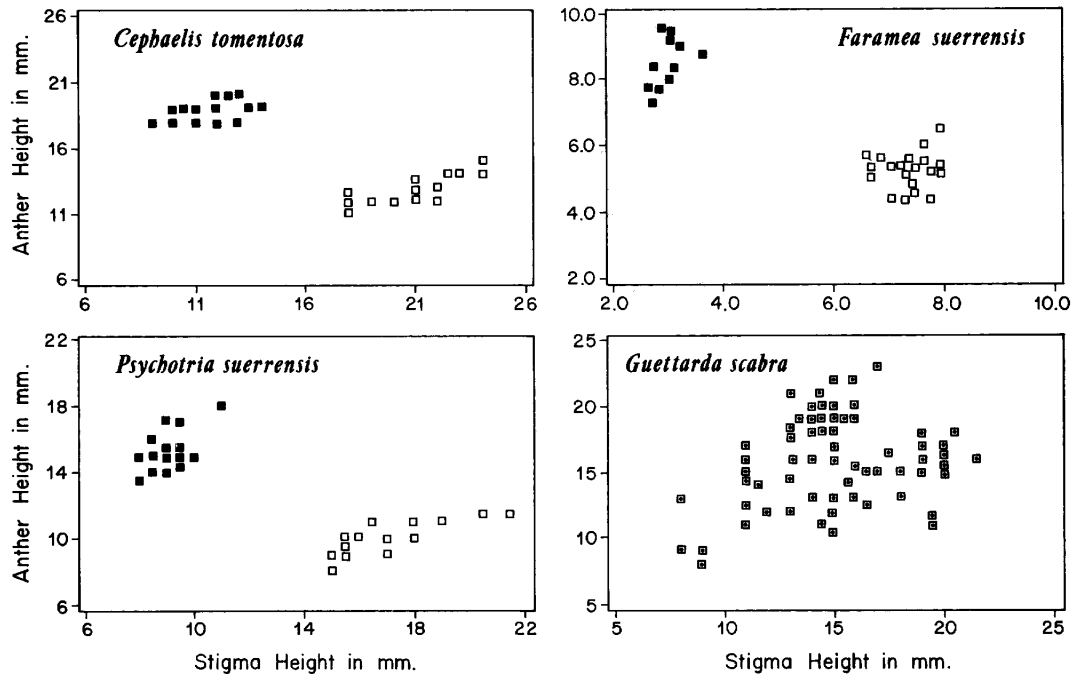 Cephaelis tomentosa
Anther Height in mm.
26
21
16
11
6
6 11 16 21 26
Faramea suerrensis
10.0
8.0
6.0
4.0
2.0
2.0 4.0 6.0 8.0 10.0
Psychotria suerrensis
Anther Height in mm.
22
18
14
10
6
6 10 14 18 22
Stigma Height in mm.
Guettarda scabra
25
20
15
10
5
5 10 15 20 25
Stigma Height in mm.